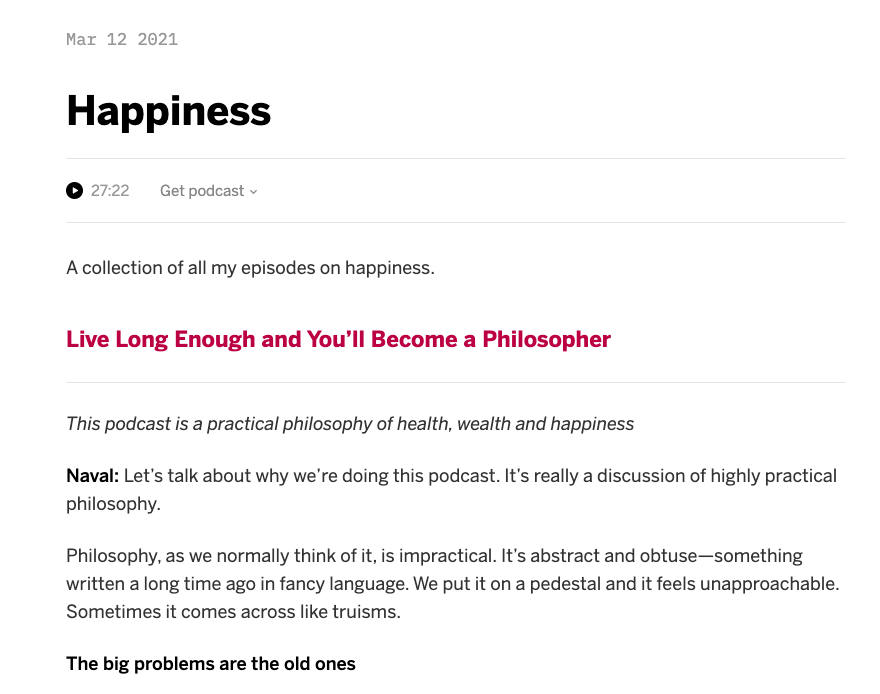 Mar 12 2021
Happiness
27:22 Get podcast
A collection of all my episodes on happiness.
Live Long Enough and You’ll Become a Philosopher
This podcast is a practical philosophy of health, wealth and happiness
Naval: Let’s talk about why we’re doing this podcast. It’s really a discussion of highly practical
philosophy.
Philosophy, as we normally think of it, is impractical. It’s abstract and obtuse—something
written a long time ago in fancy language. We put it on a pedestal and it feels unapproachable.
Sometimes it comes across like truisms.
The big problems are the old ones